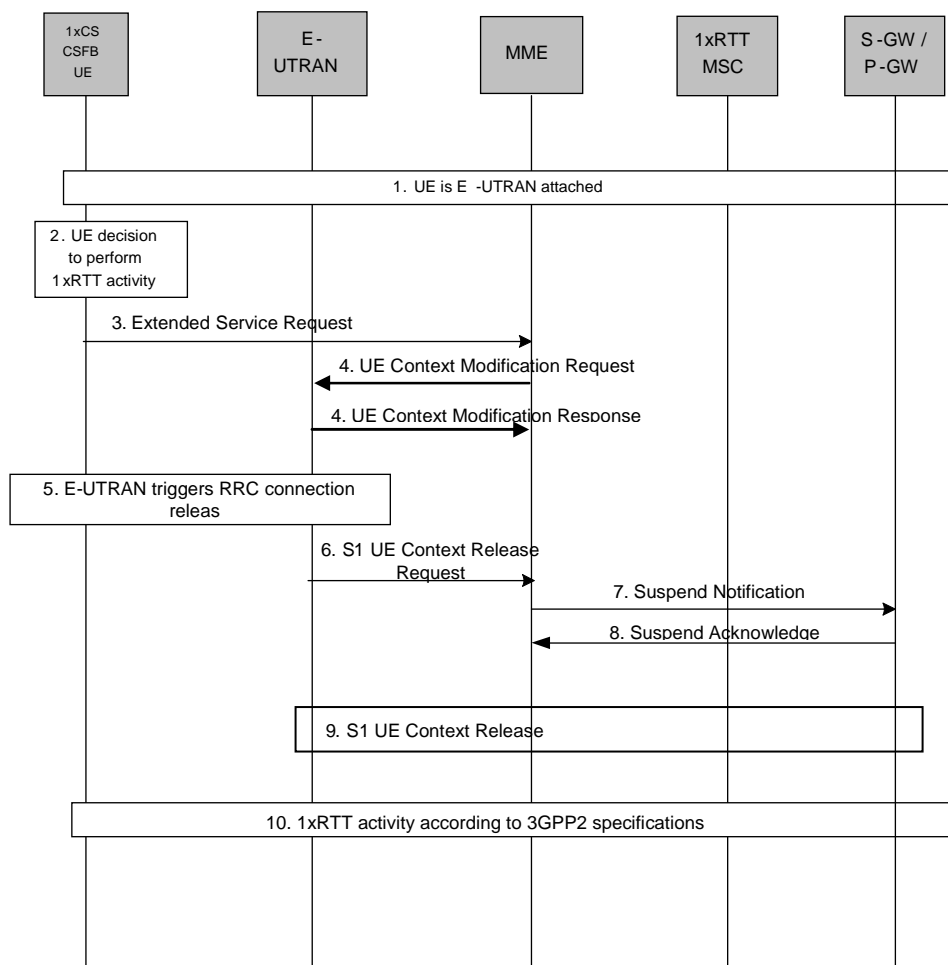 1xCS
CSFB
UE
E-
UTRAN
MME
1xRTT
MSC
S-GW /
P-GW
1. UE is E -UTRAN attached
2. UE decision
to perform
1xRTT activity
3. Extended Service Request
4. UE Context Modification Request
4. UE Context Modification Response
5. E-UTRAN triggers RRC connection
releas
6. S1 UE Context Release
Request
7. Suspend Notification
8. Suspend Acknowledge
9. S1 UE Context Release
10. 1xRTT activity according to 3GPP2 specifications